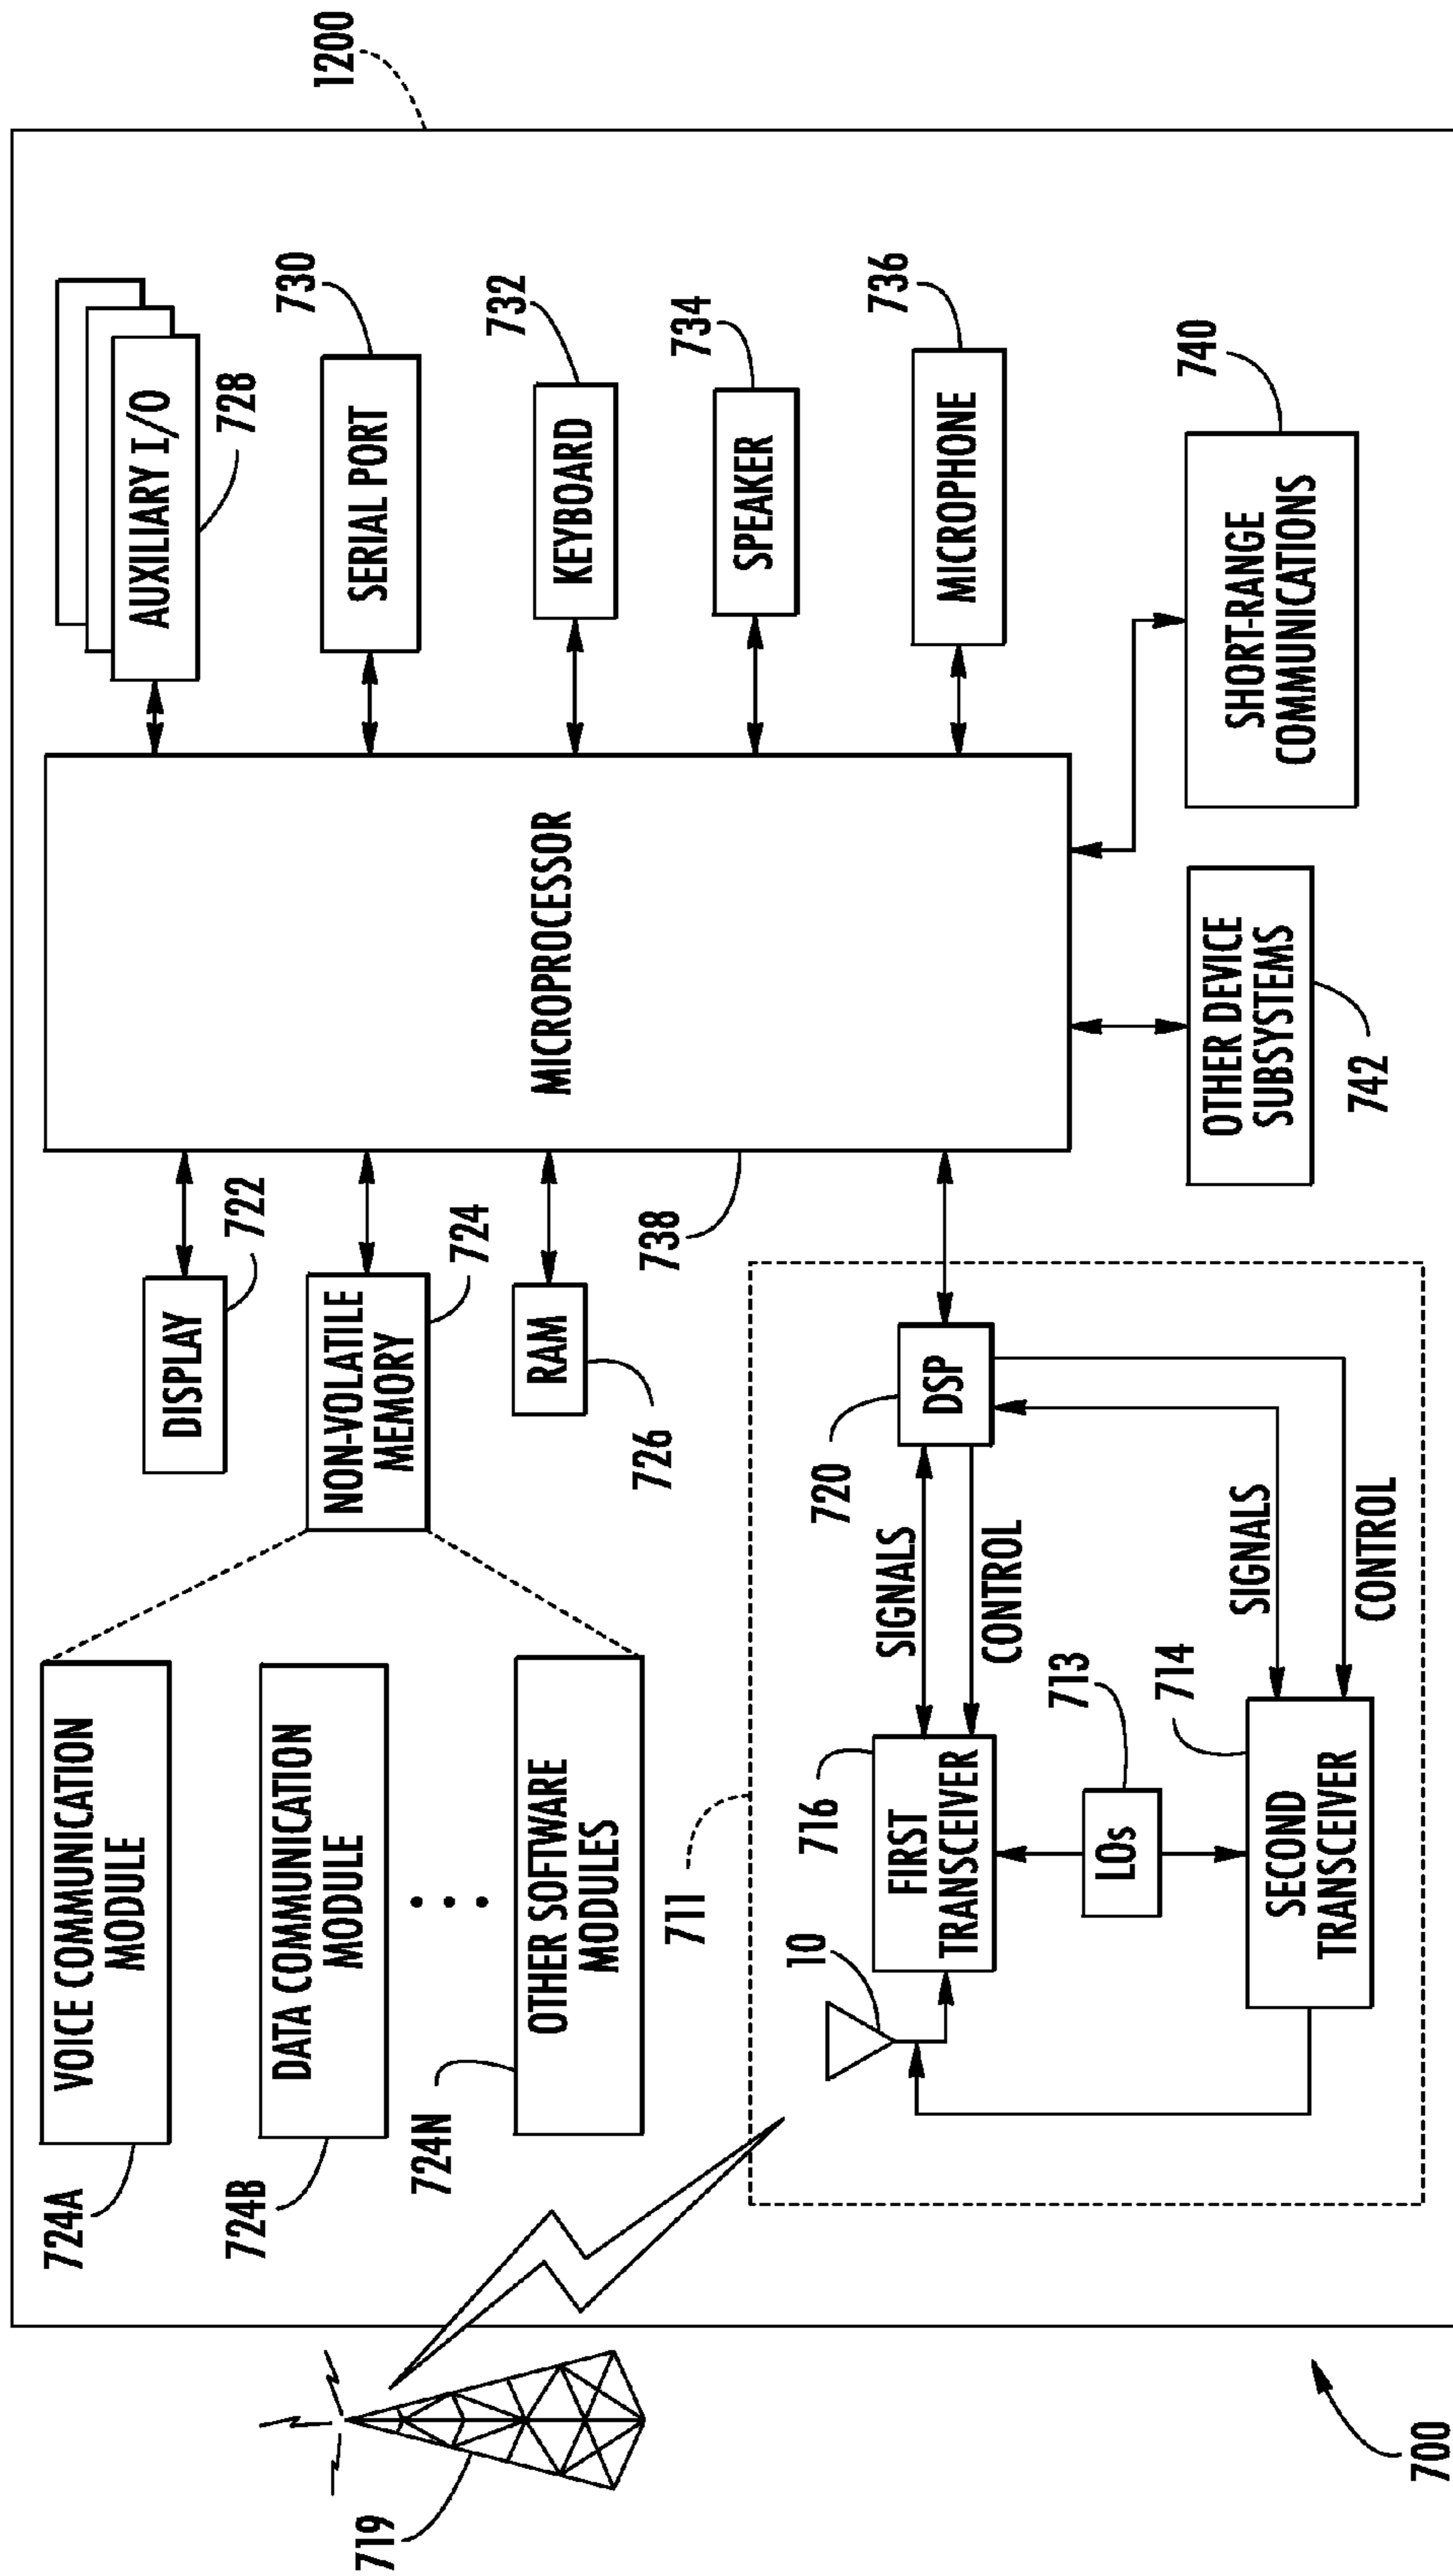 1200
VOICE COMMUNICATION
MODULE
724A
DATA COMMUNICATION
MODULE
724B
OTHER SOFTWARE
MODULES
724N
DISPLAY
722
NON-VOLATILE
MEMORY
724
RAM
726
MICROPROCESSOR
738
AUXILIARY I/O
728
SERIAL PORT
730
KEYBOARD
732
SPEAKER
734
MICROPHONE
736
SHORT-RANGE
COMMUNICATIONS
740
OTHER DEVICE
SUBSYSTEMS
742
719
711
10
716
FIRST
TRANSCEIVER
SIGNALS
CONTROL
720
DSP
713
LOs
714
SECOND
TRANSCEIVER
SIGNALS
CONTROL
700